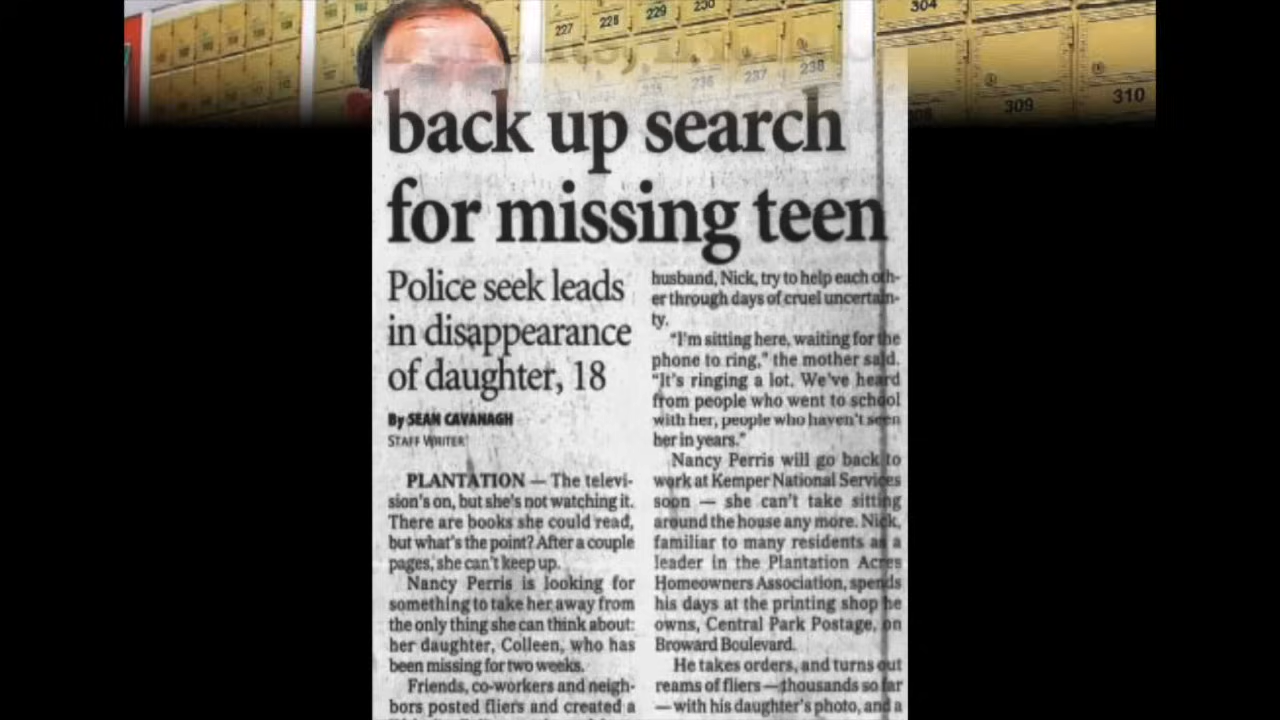 227
228
229
230
304
236
237
238
309
310
back up search
for missing teen
Police seek leads
in disappearance
of daughter, 18
By SEAN CAVANAGH
STAFF WRITER
PLANTATION — The televi-
sion's on, but she's not watching it.
There are books she could read,
but what's the point? After a couple
pages, she can't keep up.
Nancy Perris is looking for
something to take her away from
the only thing she can think about:
her daughter, Colleen, who has
been missing for two weeks.
Friends, co-workers and neigh-
bors posted fliers and created a
husband, Nick, try to help each oth-
er through days of cruel uncertain-
ty.
"I'm sitting here, waiting for the
phone to ring," the mother said.
"It's ringing a lot. We've heard
from people who went to school
with her, people who haven't seen
her in years."
Nancy Perris will go back to
work at Kemper National Services
soon — she can't take sitting
around the house any more. Nick,
familiar to many residents as a
leader in the Plantation Acres
Homeowners Association, spends
his days at the printing shop he
owns, Central Park Postage, on
Broward Boulevard.
He takes orders, and turns out
reams of fliers — thousands so far
— with his daughter's photo, and a